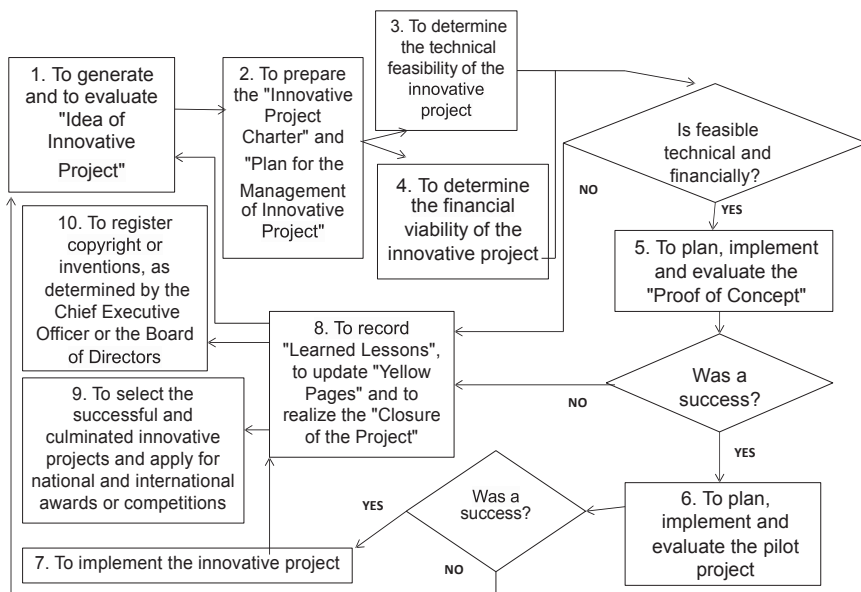 1. To generate
and to evaluate
"Idea of
Innovative
Project"
2. To prepare
the "Innovative
Project
Charter" and
"Plan for the
Management
of Innovative
Project"
3. To determine
the technical
feasibility of the
innovative
project
4. To determine
the financial
viability of the
innovative project
Is feasible
technical and
financially?
NO
YES
5. To plan, implement
and evaluate the
"Proof of Concept"
Was a
success?
NO
YES
6. To plan,
implement and
evaluate the pilot
project
Was a
success?
YES
NO
7. To implement the innovative project
8. To record
"Learned Lessons",
to update "Yellow
Pages" and to
realize the "Closure
of the Project"
9. To select the
successful and
culminated innovative
projects and apply for
national and international
awards or competitions
10. To register
copyright or
inventions, as
determined by the
Chief Executive
Officer or the Board
of Directors